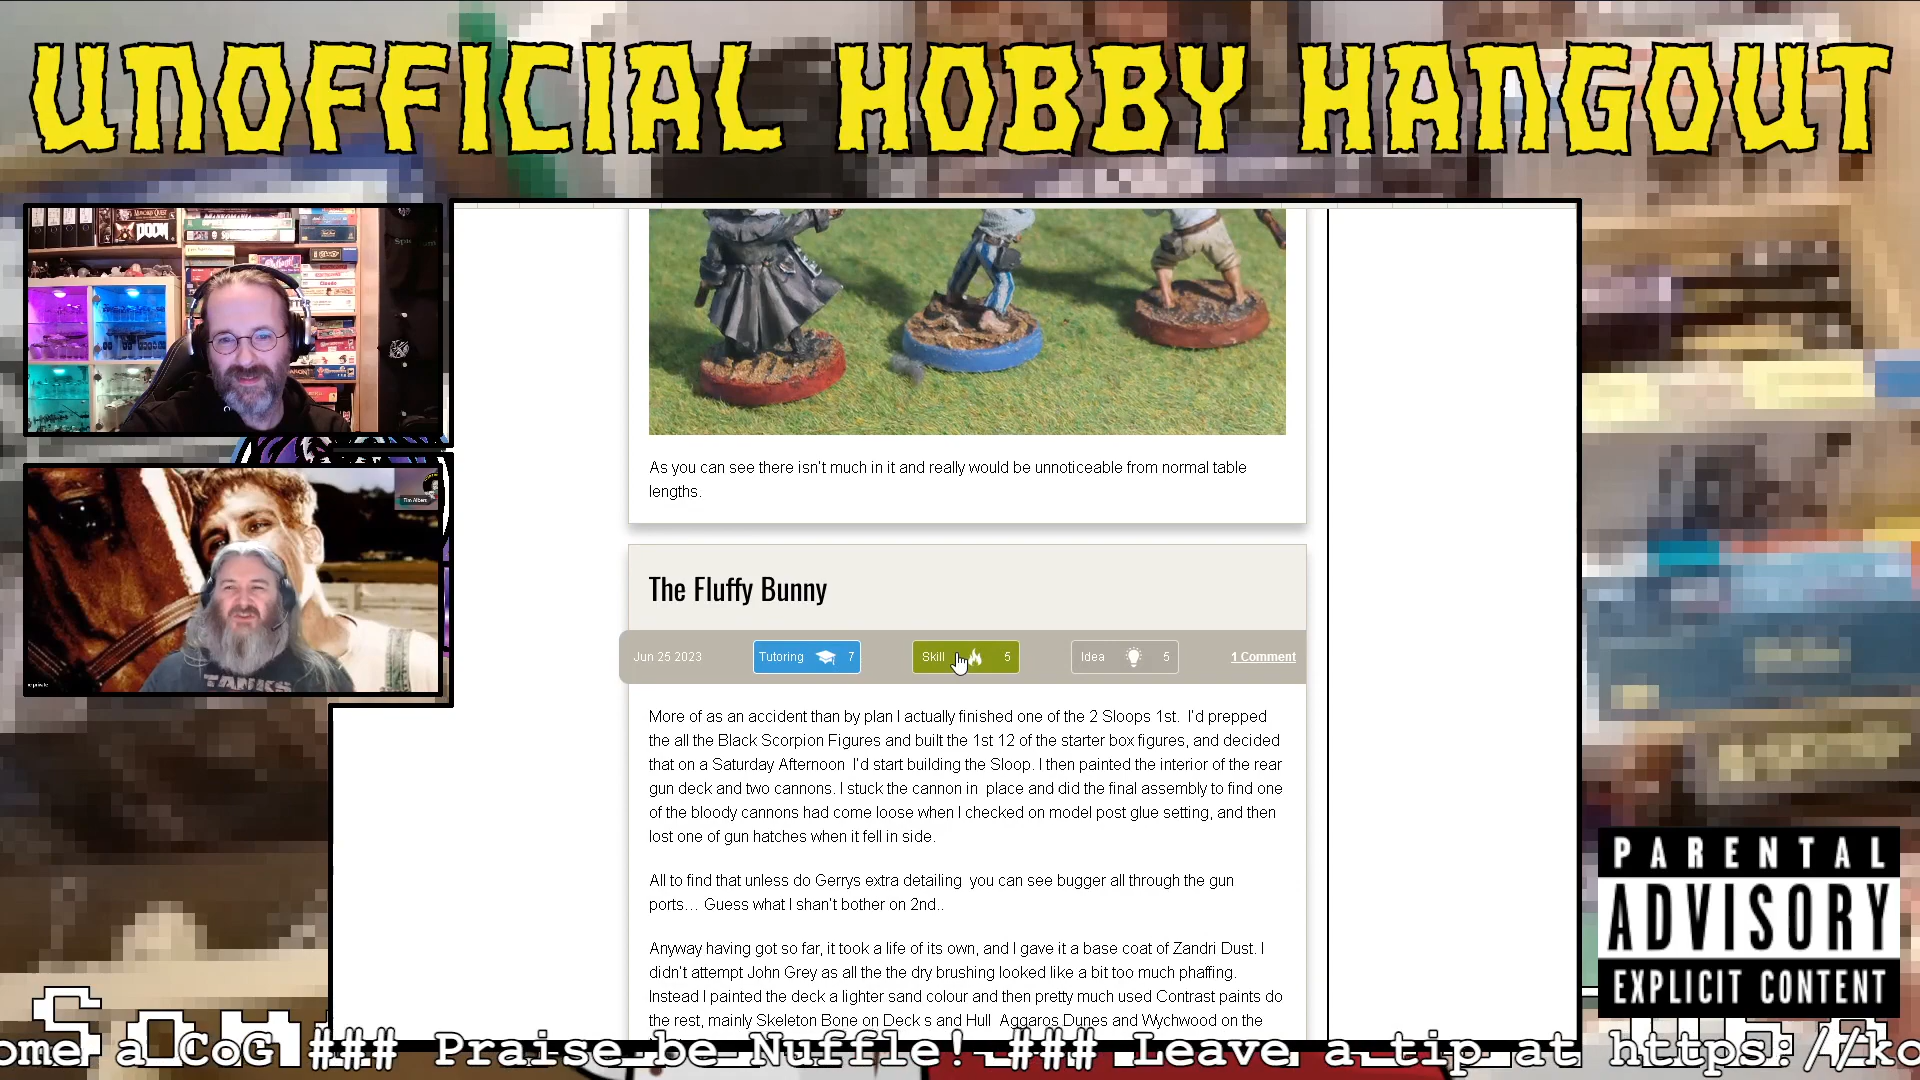 UNOFFICIAL HOBBY HANGOUT
MUNCHKIN QUEST
DOOM
Tim Albers
TANKS
As you can see there isn't much in it and really would be unnoticeable from normal table
lengths.
The Fluffy Bunny
Jun 25 2023 Tutoring 7 Skill 5 Idea 5 1 Comment
More of as an accident than by plan I actually finished one of the 2 Sloops 1st. I'd prepped
the all the Black Scorpion Figures and built the 1st 12 of the starter box figures, and decided
that on a Saturday Afternoon I'd start building the Sloop. I then painted the interior of the rear
gun deck and two cannons. I stuck the cannon in place and did the final assembly to find one
of the bloody cannons had come loose when I checked on model post glue setting, and then
lost one of gun hatches when it fell in side.
All to find that unless do Gerrys extra detailing you can see bugger all through the gun
ports… Guess what I shan't bother on 2nd..
Anyway having got so far, it took a life of its own, and I gave it a base coat of Zandri Dust. I
didn't attempt John Grey as all the the dry brushing looked like a bit too much phaffing.
Instead I painted the deck a lighter sand colour and then pretty much used Contrast paints do
the rest, mainly Skeleton Bone on Deck s and Hull Aggaros Dunes and Wychwood on the
PARENTAL
ADVISORY
EXPLICIT CONTENT
ome a CoG ### Praise be Nuffle! ### Leave a tip at https://ko